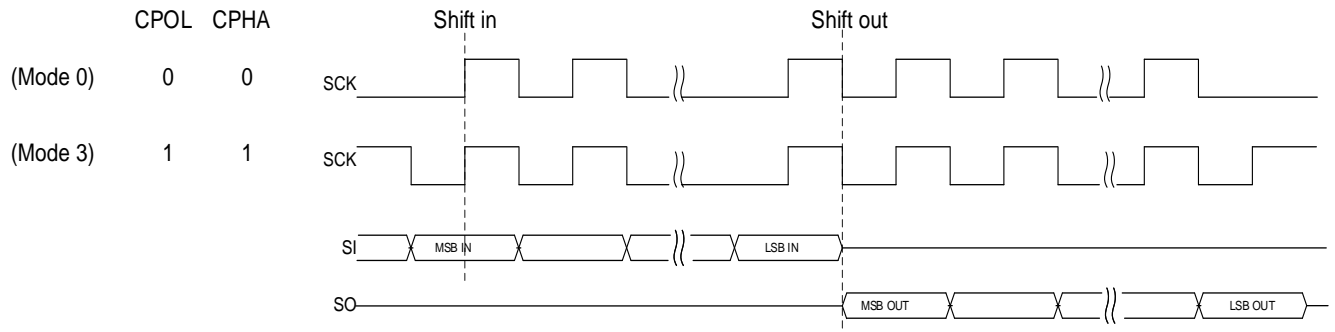 CPOL CPHA Shift in Shift out
(Mode 0) 0 0 SCK
(Mode 3) 1 1 SCK
SI MSB IN LSB IN
SO MSB OUT LSB OUT